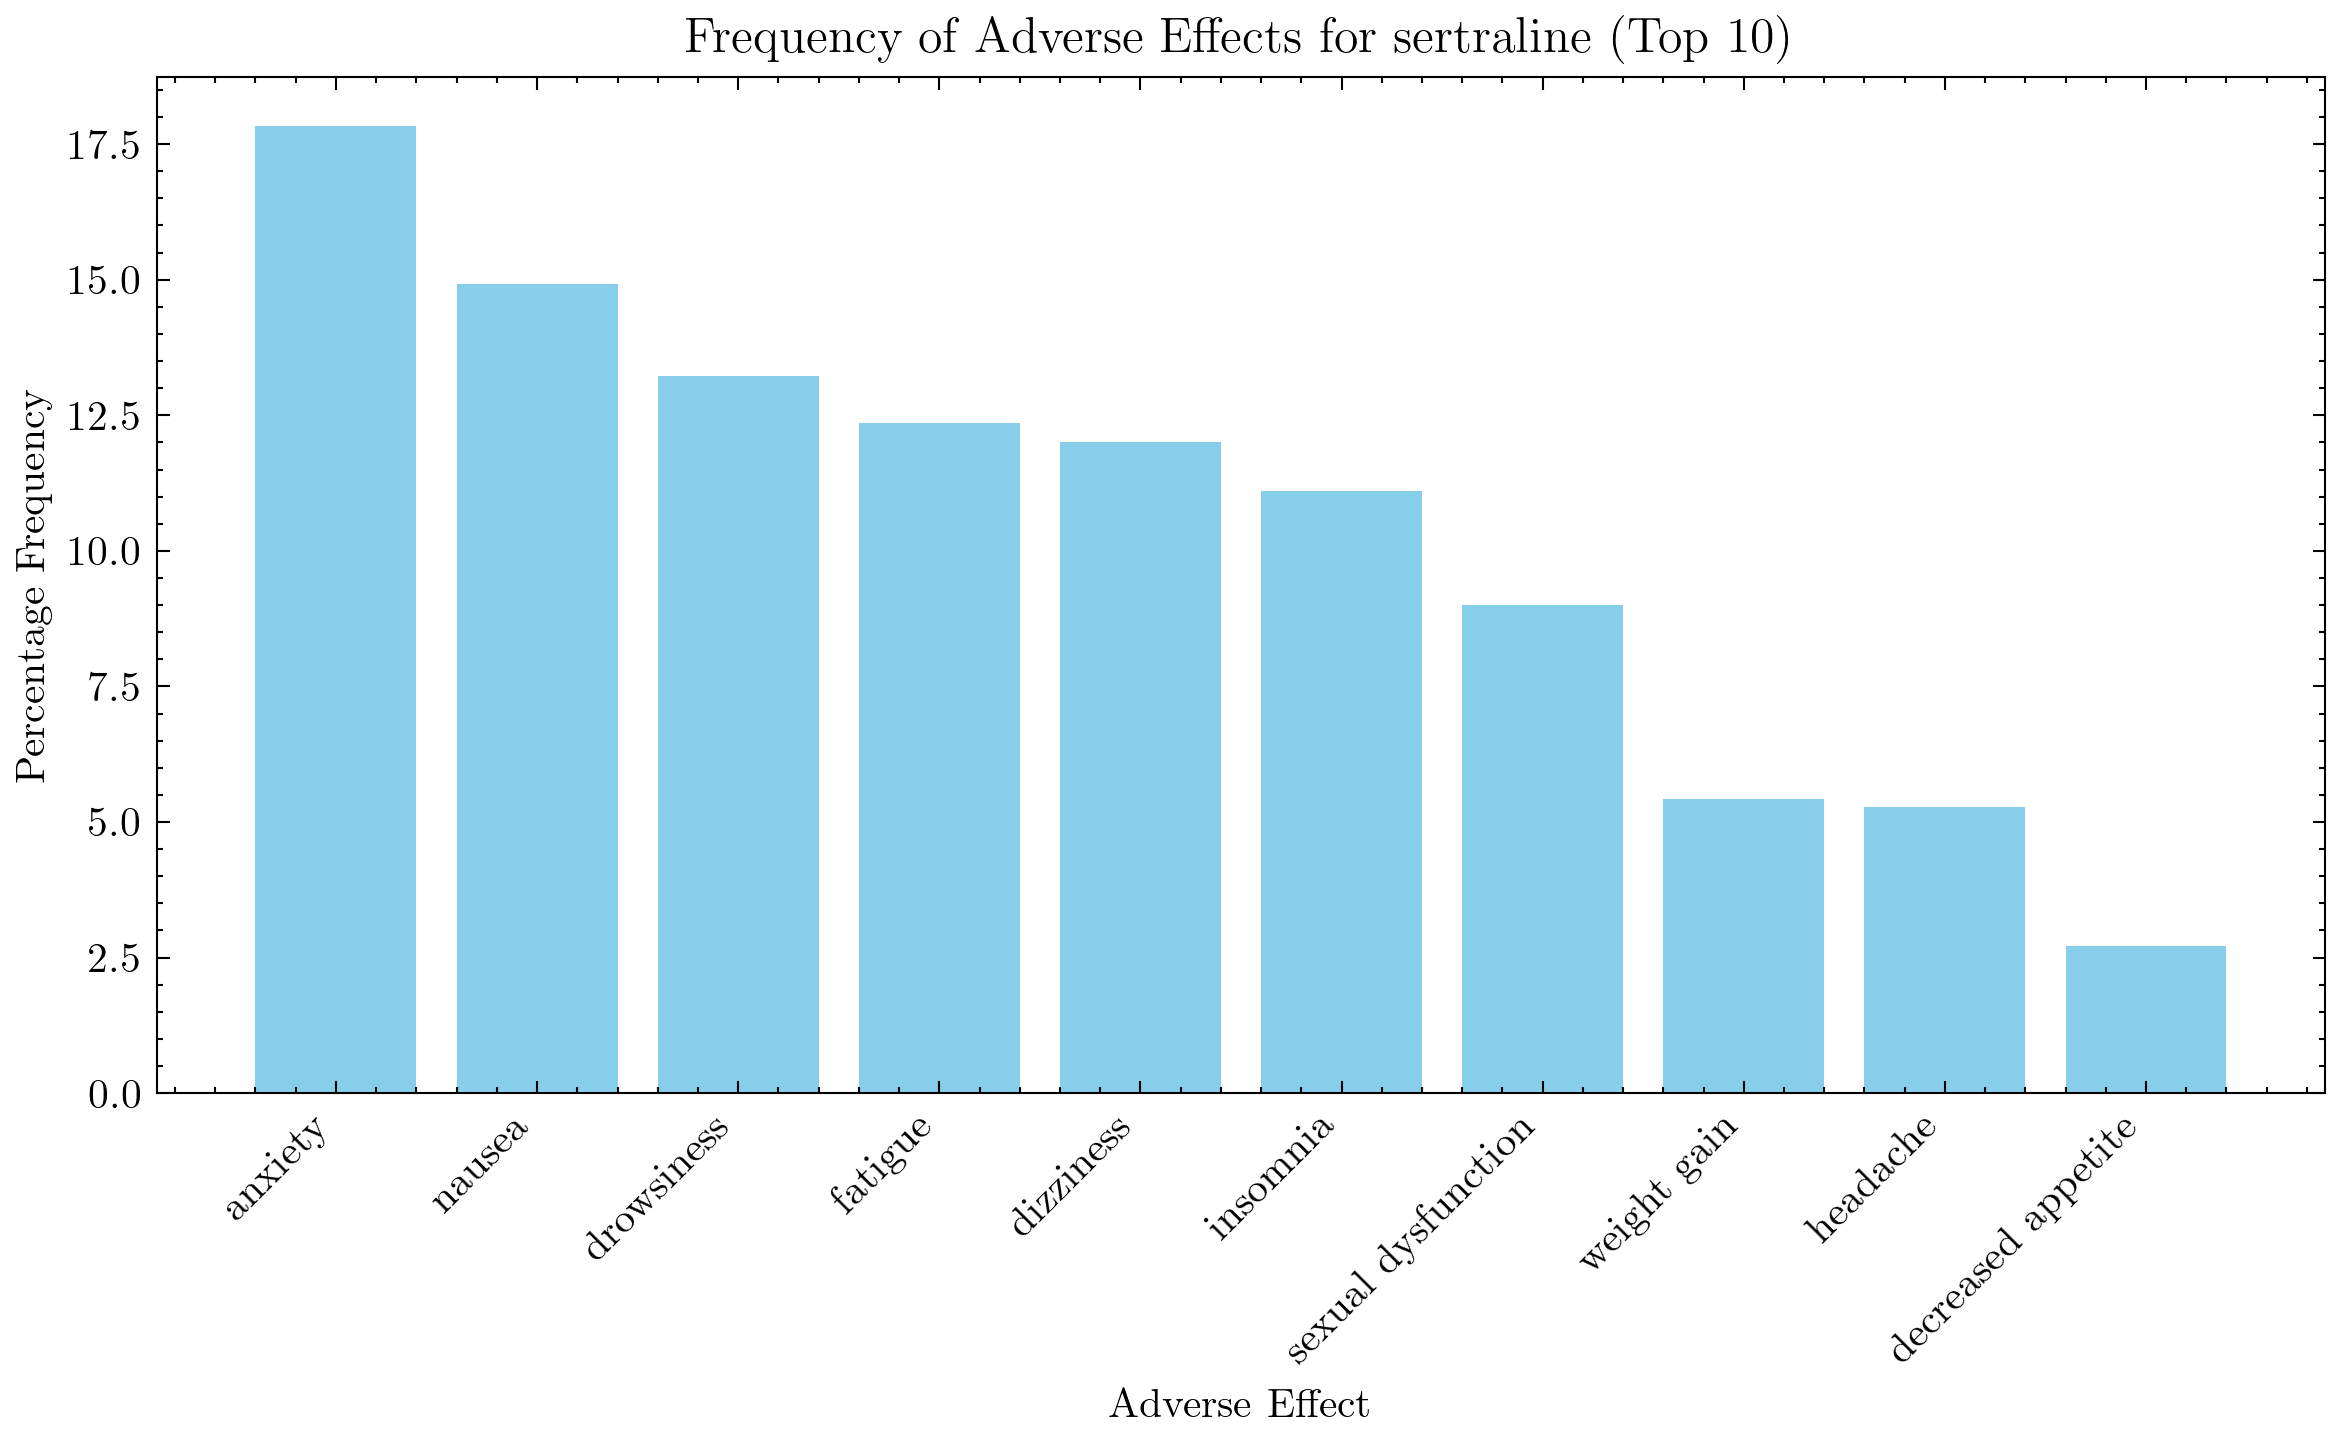 Frequency of Adverse Effects for sertraline (Top 10)
Percentage Frequency
17.5
15.0
12.5
10.0
7.5
5.0
2.5
0.0
anxiety
nausea
drowsiness
fatigue
dizziness
insomnia
sexual dysfunction
weight gain
headache
decreased appetite
Adverse Effect